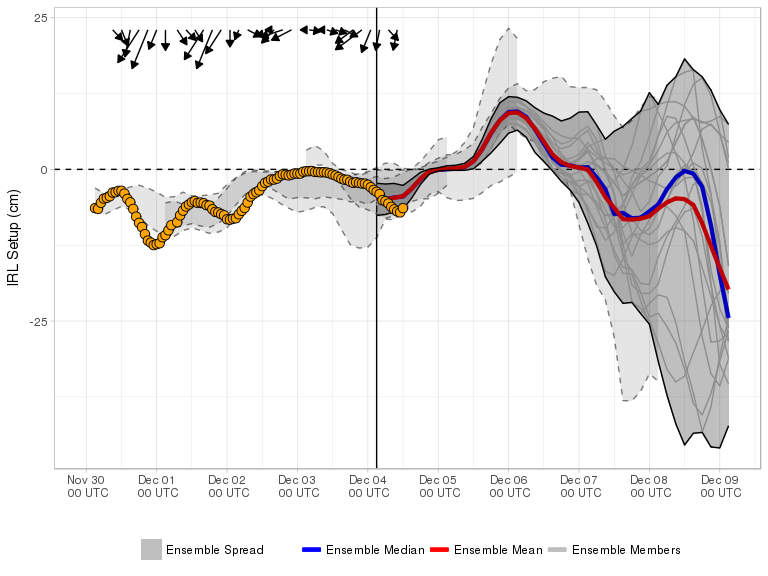 25
0
-25
IRL Setup (cm)
Nov 30 Dec 01 Dec 02 Dec 03 Dec 04 Dec 05 Dec 06 Dec 07 Dec 08 Dec 09
00 UTC 00 UTC 00 UTC 00 UTC 00 UTC 00 UTC 00 UTC 00 UTC 00 UTC 00 UTC
Ensemble Spread Ensemble Median Ensemble Mean Ensemble Members